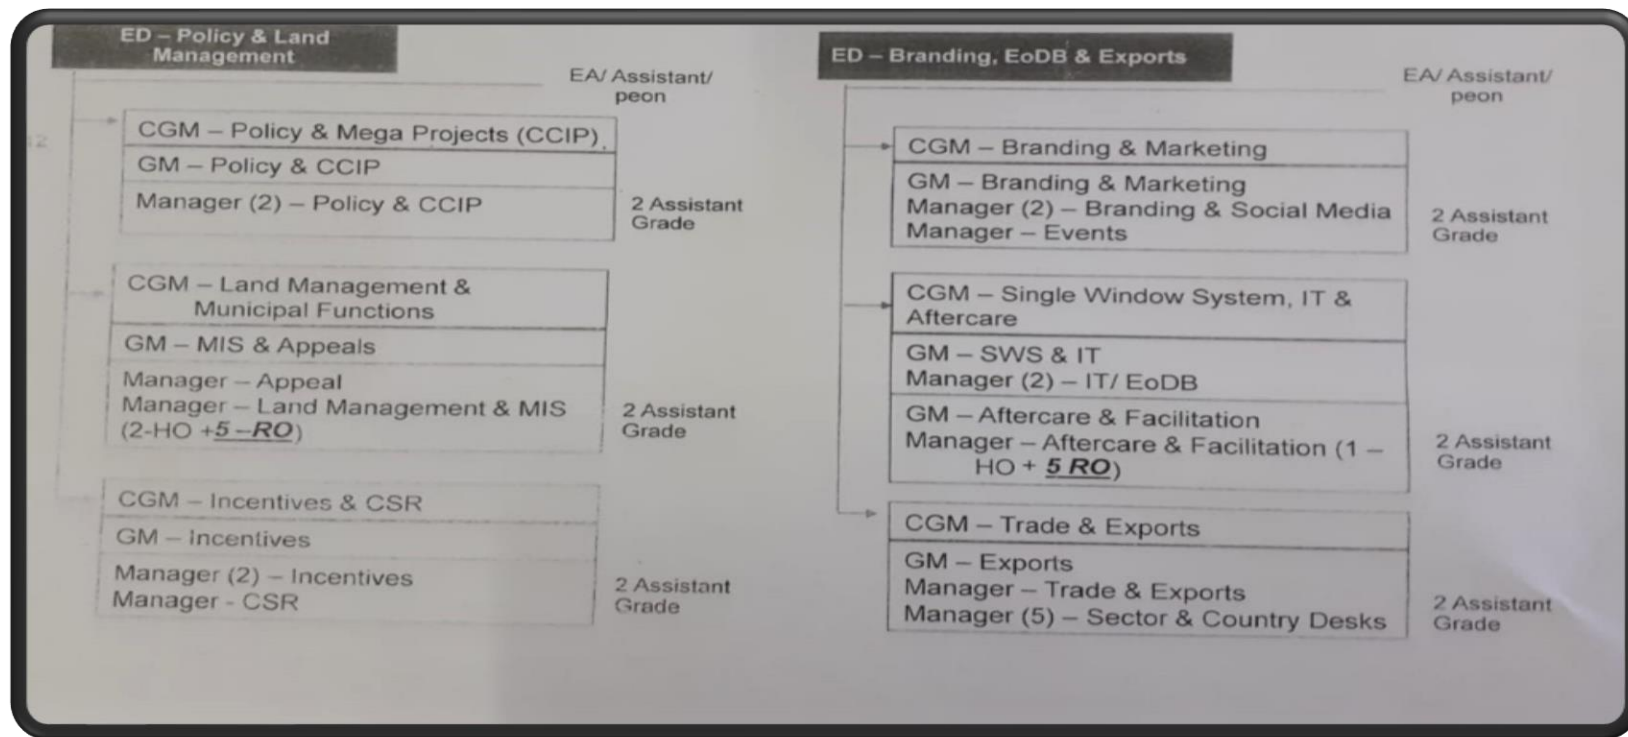 ED – Policy & Land
Management
EA/ Assistant/
peon
CGM – Policy & Mega Projects (CCIP)
GM – Policy & CCIP
Manager (2) – Policy & CCIP
2 Assistant
Grade
CGM – Land Management &
Municipal Functions
GM – MIS & Appeals
Manager – Appeal
Manager – Land Management & MIS
(2-HO +5 –RO)
2 Assistant
Grade
CGM – Incentives & CSR
GM – Incentives
Manager (2) – Incentives
Manager - CSR
2 Assistant
Grade
ED – Branding, EoDB & Exports
EA/ Assistant/
peon
CGM – Branding & Marketing
GM – Branding & Marketing
Manager (2) – Branding & Social Media
Manager – Events
2 Assistant
Grade
CGM – Single Window System, IT &
Aftercare
GM – SWS & IT
Manager (2) – IT/ EoDB
GM – Aftercare & Facilitation
Manager – Aftercare & Facilitation (1 –
HO + 5 RO)
2 Assistant
Grade
CGM – Trade & Exports
GM – Exports
Manager – Trade & Exports
Manager (5) – Sector & Country Desks
2 Assistant
Grade